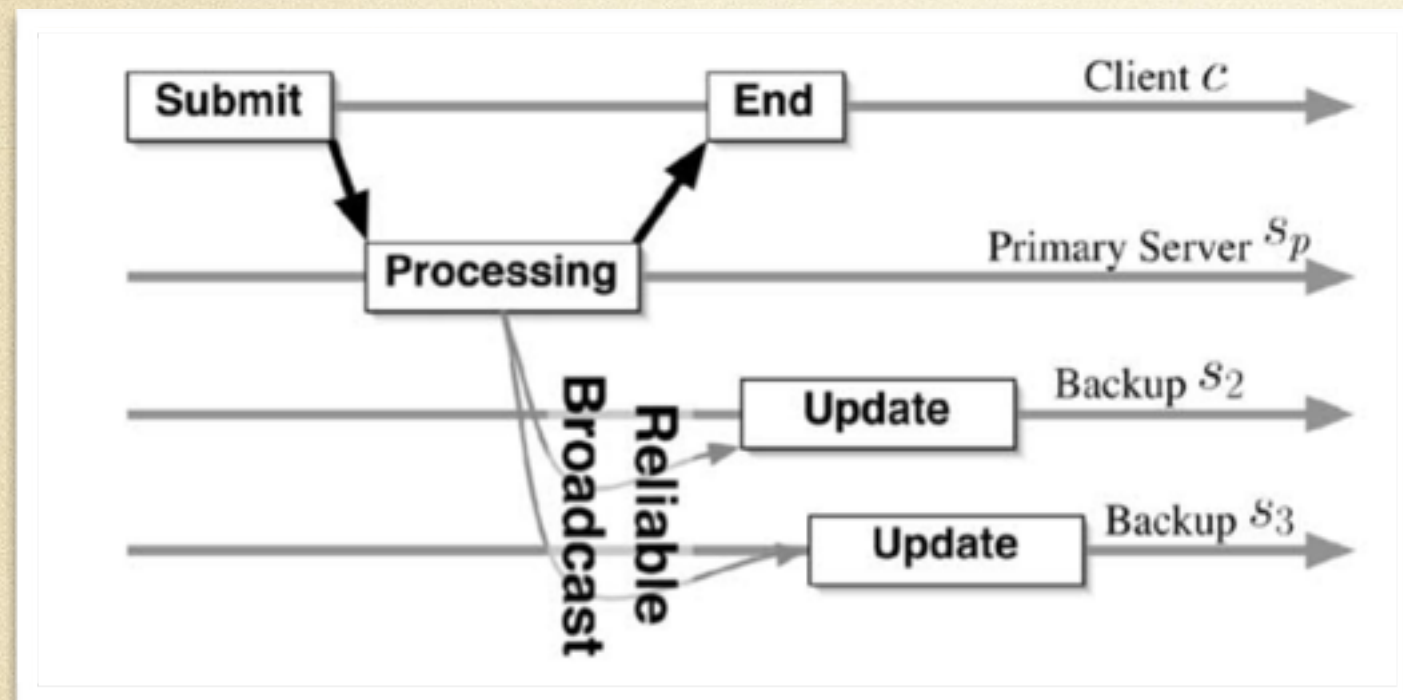 Submit
End
Client c
Processing
Primary Server sp
Update
Backup s2
Reliable
Broadcast
Update
Backup s3